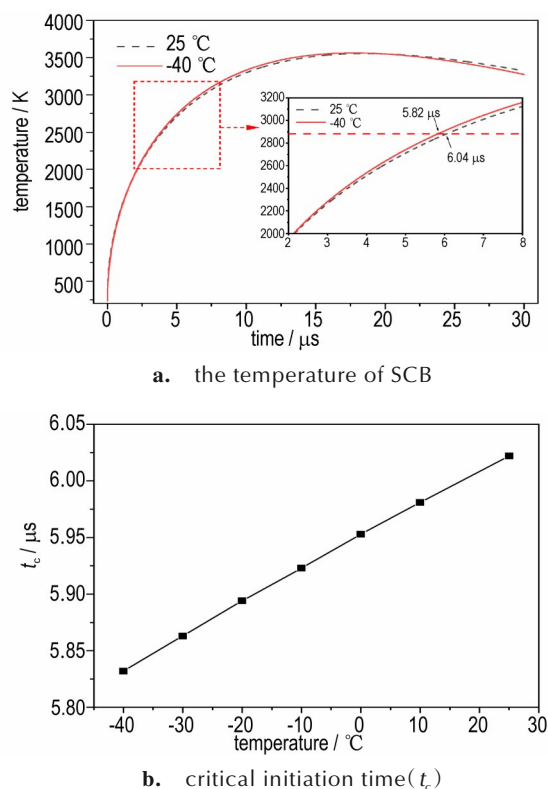 4000
3500
3000
2500
2000
1500
1000
500
temperature / K
25 ℃
-40 ℃
3200
3000
2800
2600
2400
2200
2000
25 ℃
-40 ℃
5.82 μs
6.04 μs
2 3 4 5 6 7 8
0 5 10 15 20 25 30
time / μs
a. the temperature of SCB
6.05
6.00
5.95
5.90
5.85
5.80
tc / μs
-40 -30 -20 -10 0 10 20 30
temperature / ℃
b. critical initiation time(tc)